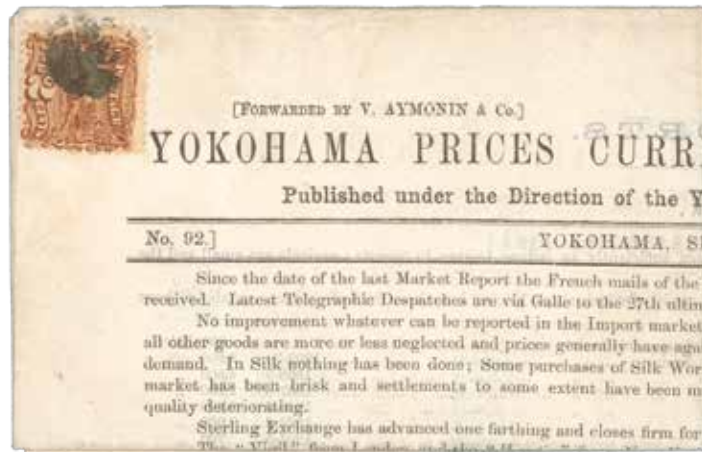 [FORWARDED BY V. AYMONIN & Co.]
YOKOHAMA PRICES CURR
Published under the Direction of the Y
No. 92.] YOKOHAMA, S
Since the date of the last Market Report the French mails of the
received. Latest Telegraphic Despatches are via Galle to the 27th ultim
No improvement whatever can be reported in the Import market
all other goods are more or less neglected and prices generally have aga
demand. In Silk nothing has been done; Some purchases of Silk Wor
market has been brisk and settlements to some extent have been m
quality deteriorating.
Sterling Exchange has advanced one farthing and closes firm for